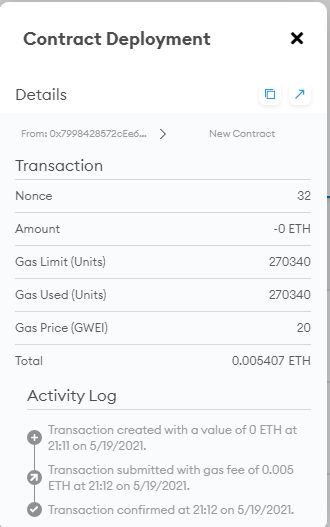 Contract Deployment
Details
From: 0x7998428572cEe6...
New Contract
Transaction
Nonce 32
Amount -0 ETH
Gas Limit (Units) 270340
Gas Used (Units) 270340
Gas Price (GWEI) 20
Total 0.005407 ETH
Activity Log
Transaction created with a value of 0 ETH at
21:11 on 5/19/2021.
Transaction submitted with gas fee of 0.005
ETH at 21:12 on 5/19/2021.
Transaction confirmed at 21:12 on 5/19/2021.